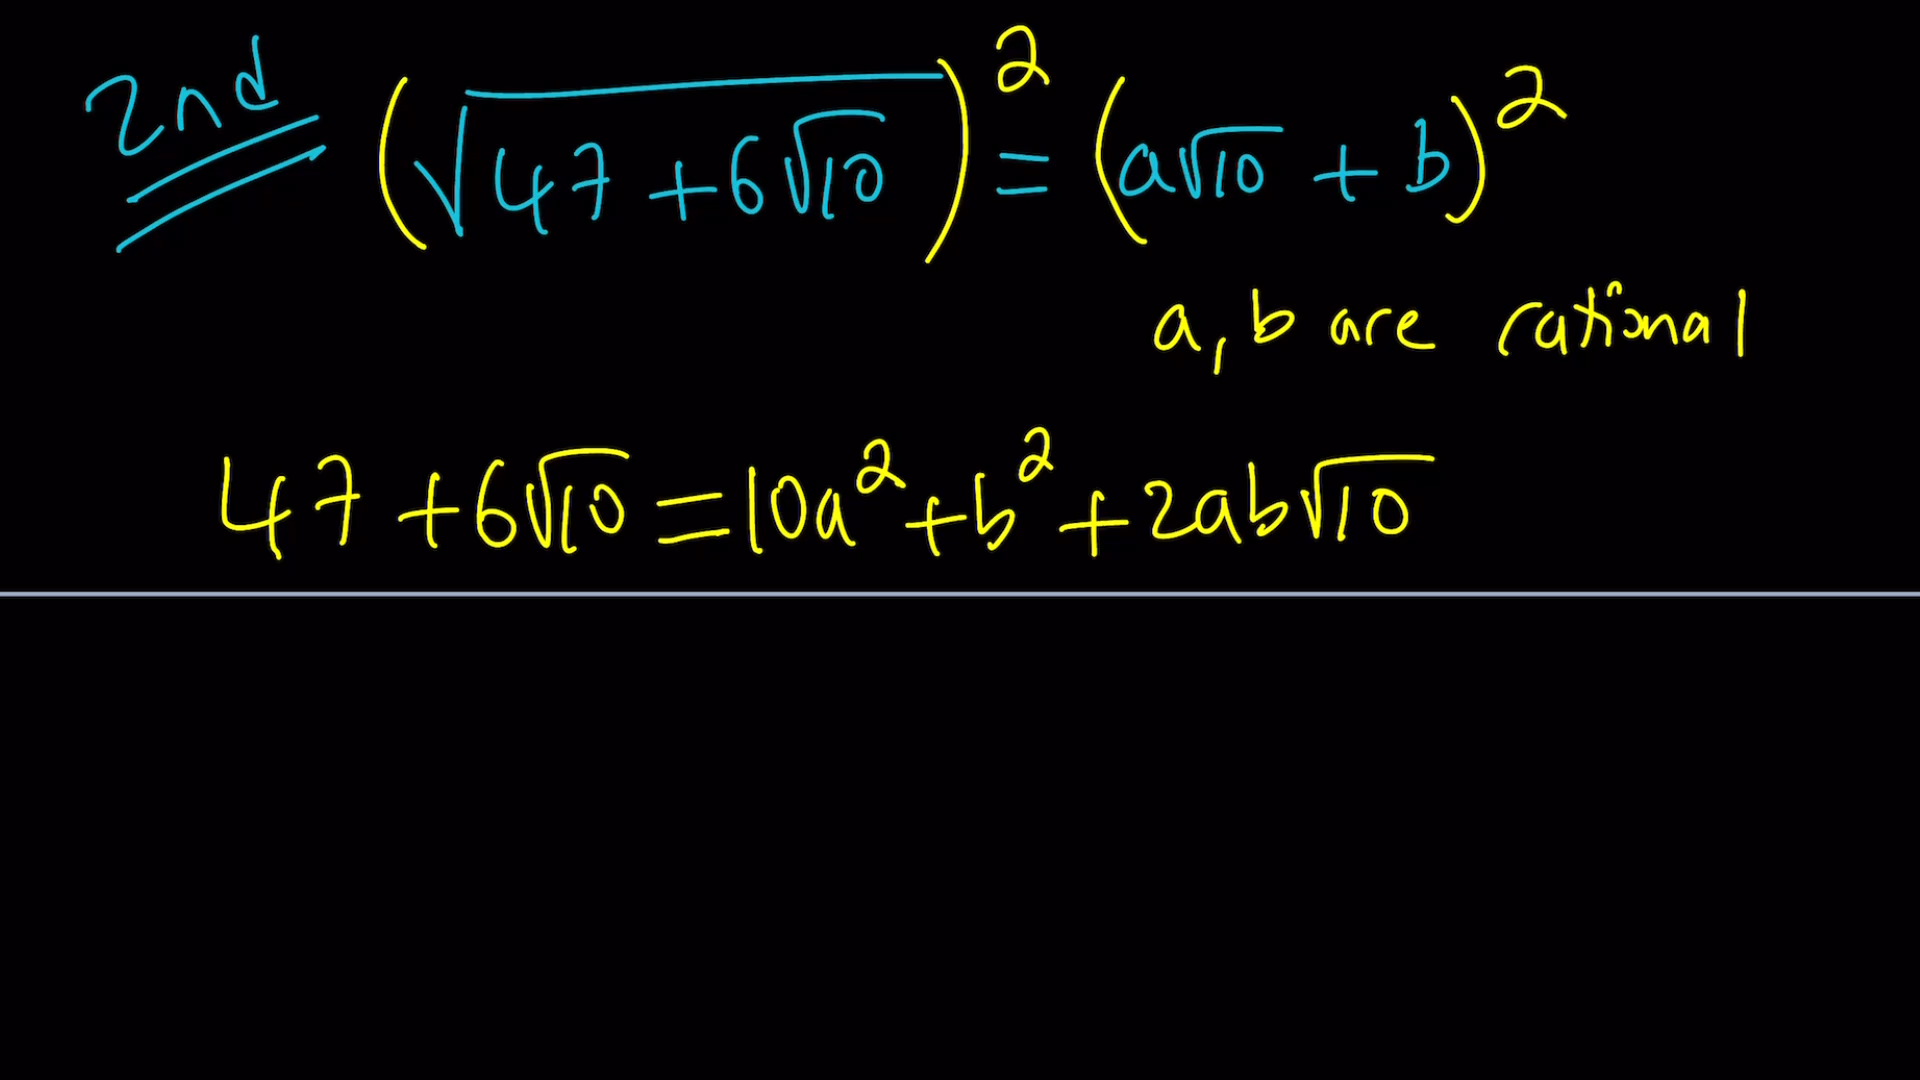 2nd (√(47 + 6√10))² = (a√10 + b)²
a, b are rational
47 + 6√10 = 10a² + b² + 2ab√10